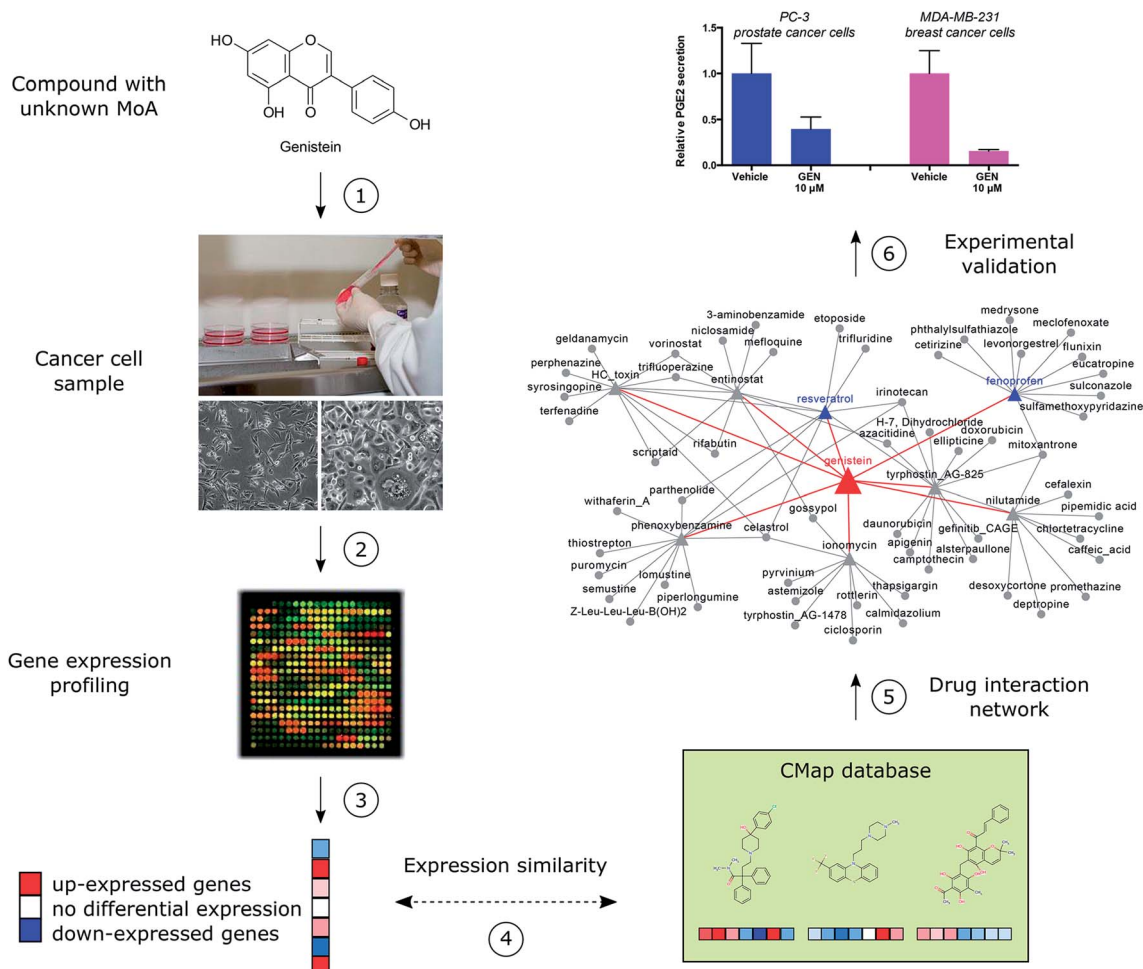 Compound with
unknown MoA
HO
O
OH
O
OH
Genistein
1
Cancer cell
sample
2
Gene expression
profiling
3
up-expressed genes
no differential expression
down-expressed genes
Expression similarity
4
PC-3
prostate cancer cells
MDA-MB-231
breast cancer cells
Relative PGE2 secretion
1.5
1.0
0.5
0.0
Vehicle
GEN
10 µM
Vehicle
GEN
10 µM
6
Experimental
validation
3-aminobenzamide
niclosamide
mefloquine
etoposide
trifluridine
medrysone
meclofenoxate
phthalylsulfathiazole
levonorgestrel
cetirizine
flunixin
eucatropine
fenoprofen
sulconazole
sulfamethoxypyridazine
geldanamycin
vorinostat
perphenazine
trifluoperazine
HC_toxin
entinostat
syrosingopine
terfenadine
resveratrol
irinotecan
H-7, Dihydrochloride
doxorubicin
azacitidine
ellipticine
mitoxantrone
rifabutin
scriptaid
genistein
tyrphostin_AG-825
cefalexin
nilutamide
pipemidic acid
parthenolide
withaferin_A
gossypol
phenoxybenzamine
celastrol
ionomycin
daunorubicin
gefinitib_CAGE
chlortetracycline
apigenin
alsterpaullone
caffeic_acid
camptothecin
thiostrepton
puromycin
lomustine
semustine
piperlongumine
Z-Leu-Leu-Leu-B(OH)2
pyrvinium
astemizole
rottlerin
thapsigargin
tyrphostin_AG-1478
calmidazolium
ciclosporin
desoxycortone
promethazine
deptropine
5
Drug interaction
network
CMap database